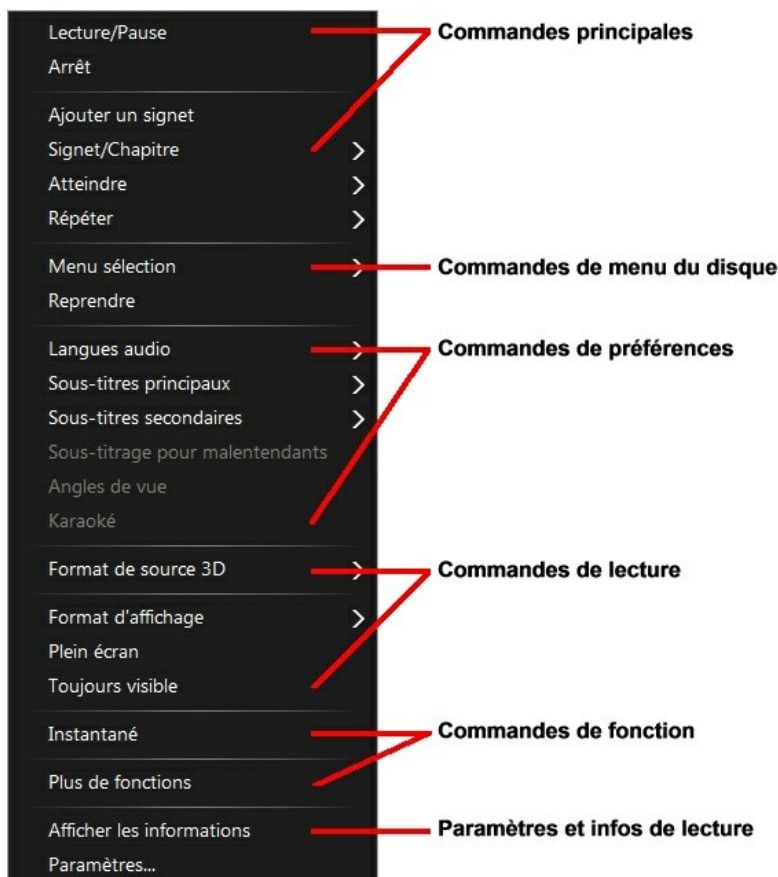 Lecture/Pause
Commandes principales
Arrêt
Ajouter un signet
Signet/Chapitre
Atteindre
Répéter
Menu sélection
Commandes de menu du disque
Reprendre
Langues audio
Commandes de préférences
Sous-titres principaux
Sous-titres secondaires
Sous-titrage pour malentendants
Angles de vue
Karaoké
Format de source 3D
Commandes de lecture
Format d'affichage
Plein écran
Toujours visible
Instantané
Commandes de fonction
Plus de fonctions
Afficher les informations
Paramètres et infos de lecture
Paramètres...